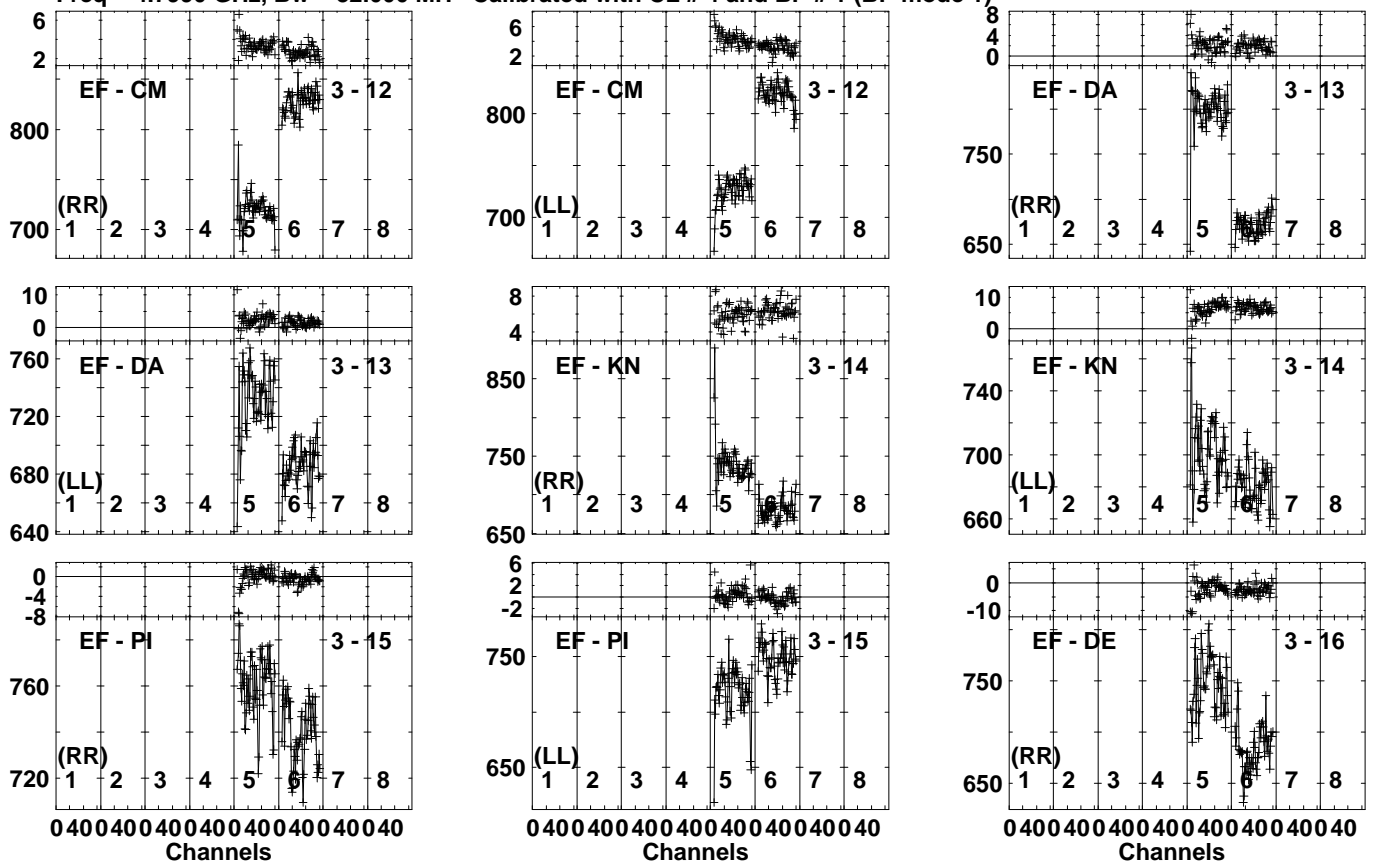 6 6 8
4
2 2 0
EF - CM 3 - 12 EF - CM 3 - 12 EF - DA 3 - 13
800 800 750
(RR) (LL) (RR)
700 700 650
1 2 3 4 5 6 7 8 1 2 3 4 5 6 7 8 1 2 3 4 5 6 7 8
10 8 10
0 4 0
EF - DA 3 - 13 EF - KN 3 - 14 EF - KN 3 - 14
760 850 740
720 750 700
680
(LL) (RR) (LL)
640 650 660
1 2 3 4 5 6 7 8 1 2 3 4 5 6 7 8 1 2 3 4 5 6 7 8
0 6 0
-4 2
-8 -2 -10
EF - PI 3 - 15 EF - PI 3 - 15 EF - DE 3 - 16
760 750 750
(RR) (LL) (RR)
720 650 650
1 2 3 4 5 6 7 8 1 2 3 4 5 6 7 8 1 2 3 4 5 6 7 8
0 40 0 40 0 40 0 40 0 40 0 40 0 40 0 40 0 40 0 40 0 40 0 40 0 40 0 40 0 40 0 40 0 40 0 40 0 40 0 40 0 40 0 40 0 40 0 40
Channels Channels Channels